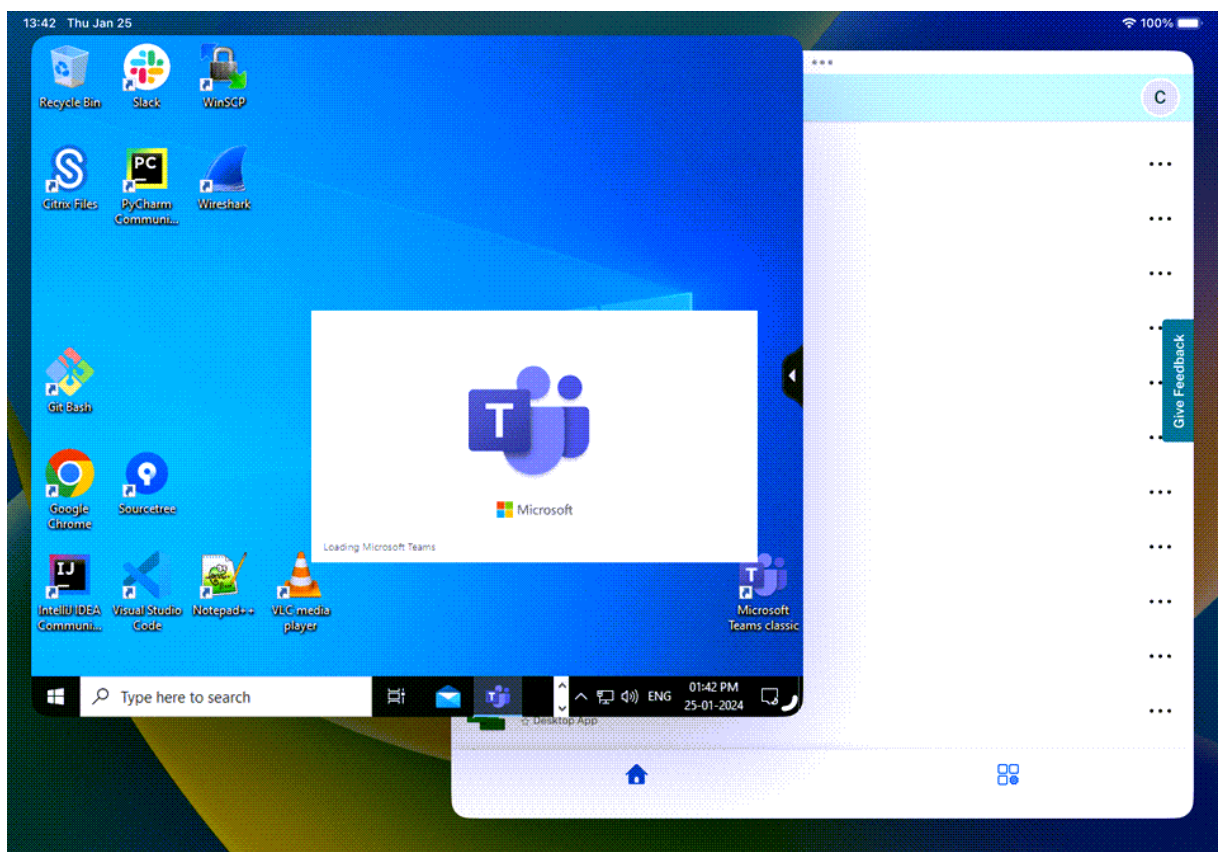 13:42 Thu Jan 25
100%
Recycle Bin
Slack
WinSCP
C
Citrix Files
PC
PyCharm
Communi...
Wireshark
Give Feedback
Git Bash
T
Microsoft
Loading Microsoft Teams
Google
Chrome
Sourcetree
IJ
IntelliJ IDEA
Communi...
Visual Studio
Code
Notepad++
VLC media
player
T
Microsoft
Teams classic
Type here to search
T
ENG
01:42 PM
25-01-2024
Desktop App